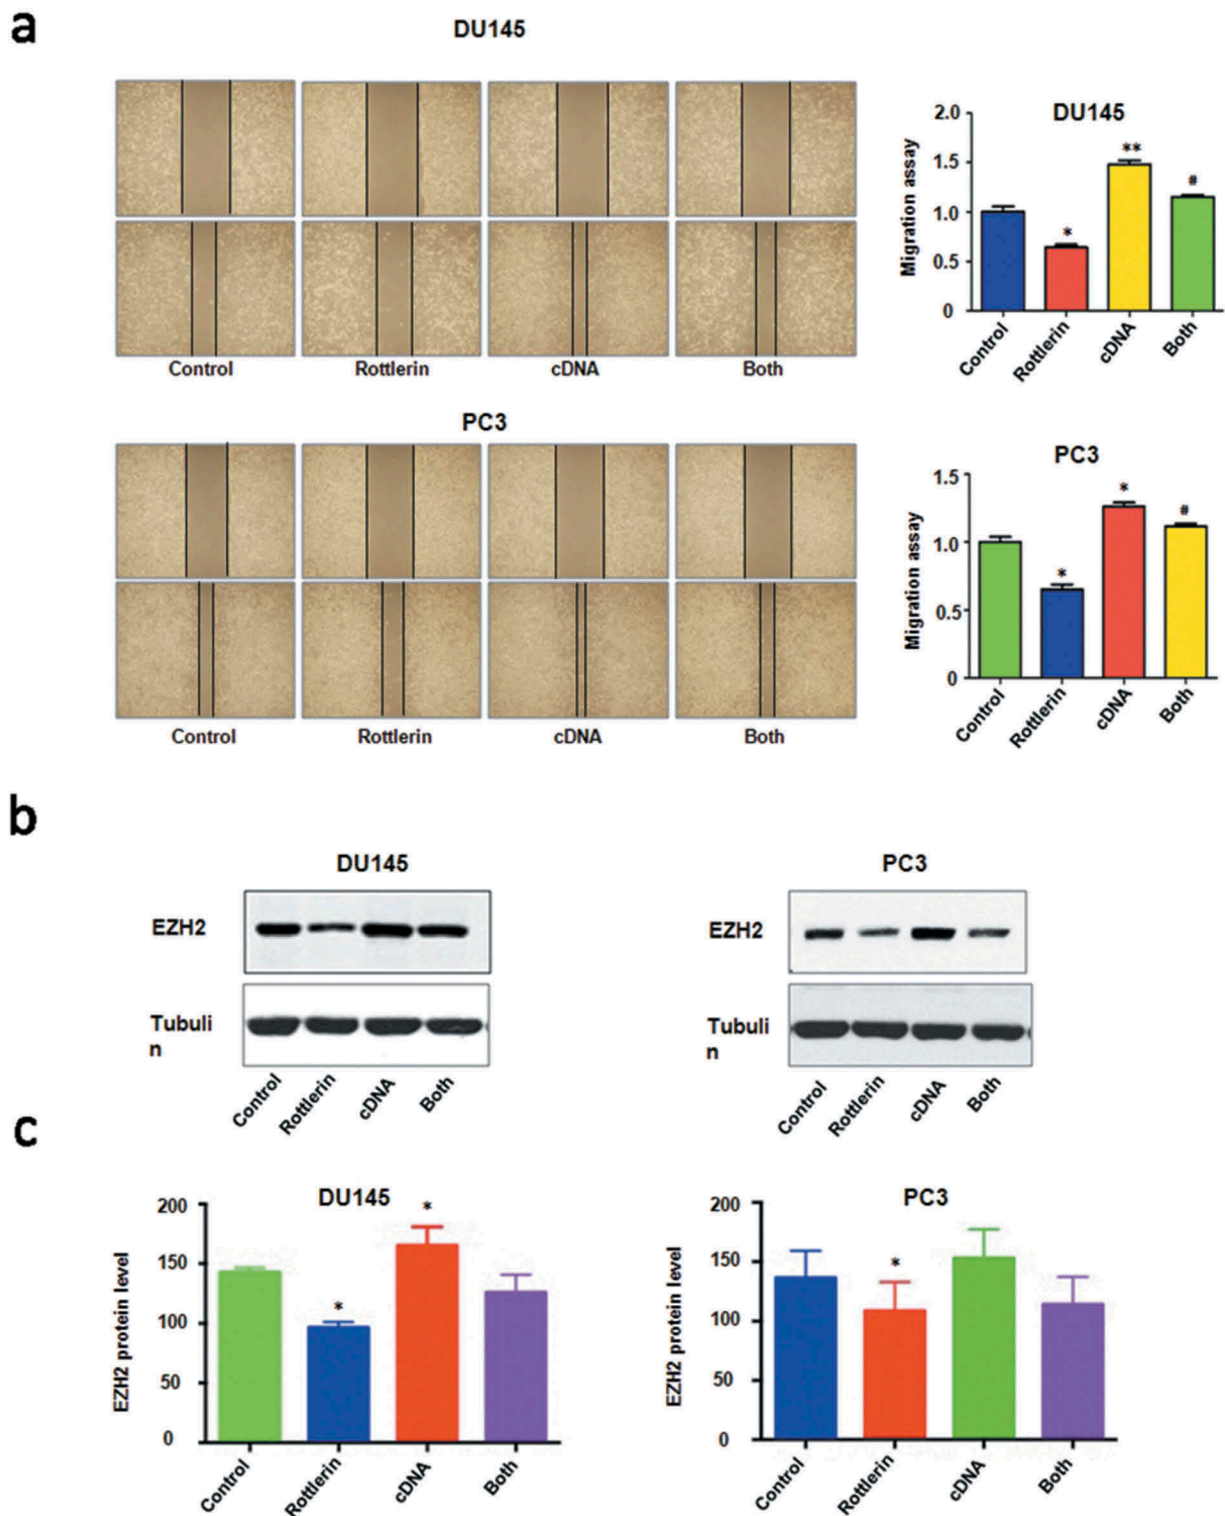 a
DU145
Control
Rottlerin
cDNA
Both
DU145
Migration assay
2.0
**
1.5
#
1.0
*
0.5
0
Control
Rottlerin
cDNA
Both
PC3
Control
Rottlerin
cDNA
Both
PC3
Migration assay
1.5
*
#
1.0
*
0.5
0
Control
Rottlerin
cDNA
Both
b
DU145
EZH2
Tubuli
n
Control
Rottlerin
cDNA
Both
PC3
EZH2
Tubuli
n
Control
Rottlerin
cDNA
Both
c
DU145
EZH2 protein level
200
*
150
*
100
50
0
Control
Rottlerin
cDNA
Both
PC3
EZH2 protein level
200
150
*
100
50
0
Control
Rottlerin
cDNA
Both